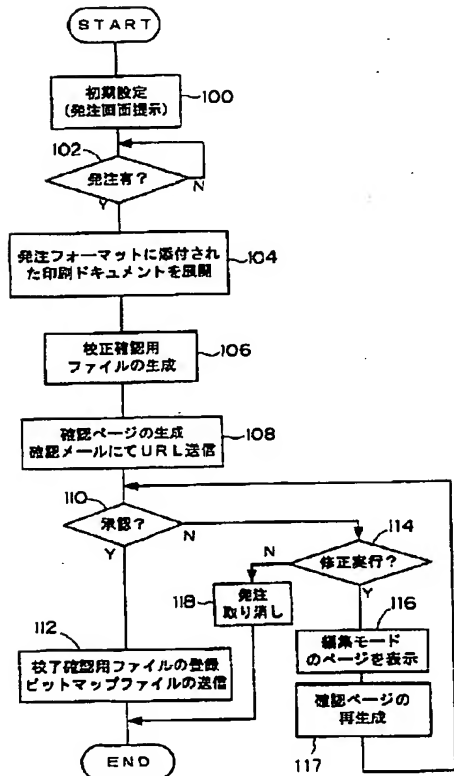 START
初期設定
(発注画面提示)
100
102
発注有?
N
Y
発注フォーマットに添付され
た印刷ドキュメントを展開
104
校正確認用
ファイルの生成
106
確認ページの生成
確認メールにてURL送信
108
110
承認?
N
Y
114
修正実行?
N
Y
118
発注
取り消し
116
編集モード
のページを表示
112
校了確認用ファイルの登録
ビットマップファイルの送信
確認ページの
再生成
117
END